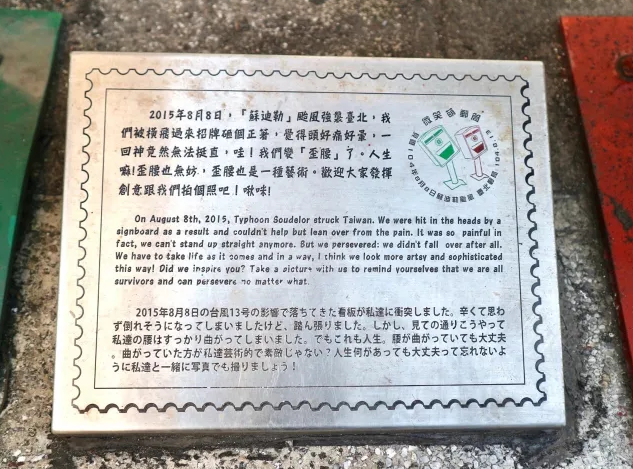 2015年8月8日，「蘇迪勒」颱風強襲臺北，我
們被橫飛過來招牌砸個正著，覺得頭好痛好暈，一
回神竟然無法挺直，哇！我們變「歪腰」了。人生
嘛!歪腰也無妨，歪腰也是一種藝術。歡迎大家發揮
創意跟我們拍個照吧！啾咪!
微笑郵筒
On August 8th, 2015, Typhoon Soudelor struck Taiwan. We were hit in the heads by a
signboard as a result and couldn't help but lean over from the pain. It was so painful in
fact, we can't stand up straight anymore. But we persevered: we didn't fall over after all.
We have to take life as it comes and in a way, I think we look more artsy and sophisticated
this way! Did we inspire you? Take a picture with us to remind yourselves that we are all
survivors and can persevere no matter what.
2015年8月8日の台風13号の影響で落ちてきた看板が私達に衝突しました。辛くて思わ
ず倒れそうになってしまいましたけど、踏ん張りました。しかし、見ての通りこうやって
私達の腰はすっかり曲がってしまいました。でもこれも人生。腰が曲がっていても大丈夫
。曲がっていた方が私達芸術的で素敵じゃない？人生何があっても大丈夫って忘れないよ
うに私達と一緒に写真でも撮りましょう！